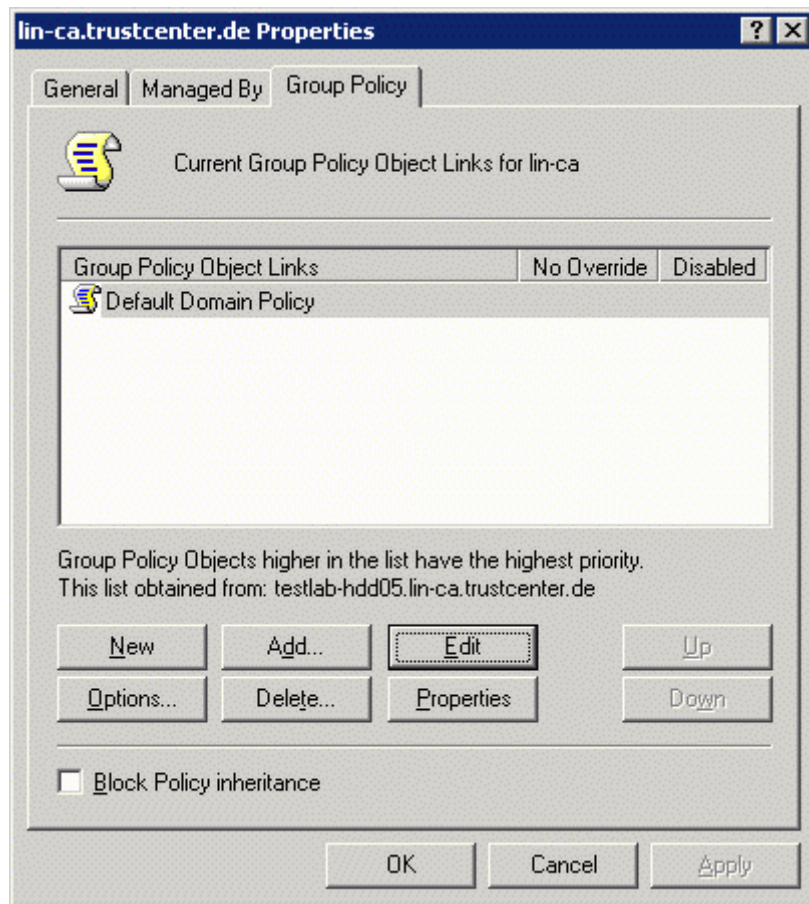 lin-ca.trustcenter.de Properties
General Managed By Group Policy
Current Group Policy Object Links for lin-ca
Group Policy Object Links No Override Disabled
Default Domain Policy
Group Policy Objects higher in the list have the highest priority.
This list obtained from: testlab-hdd05.lin-ca.trustcenter.de
New Add... Edit Up
Options... Delete... Properties Down
Block Policy inheritance
OK Cancel Apply